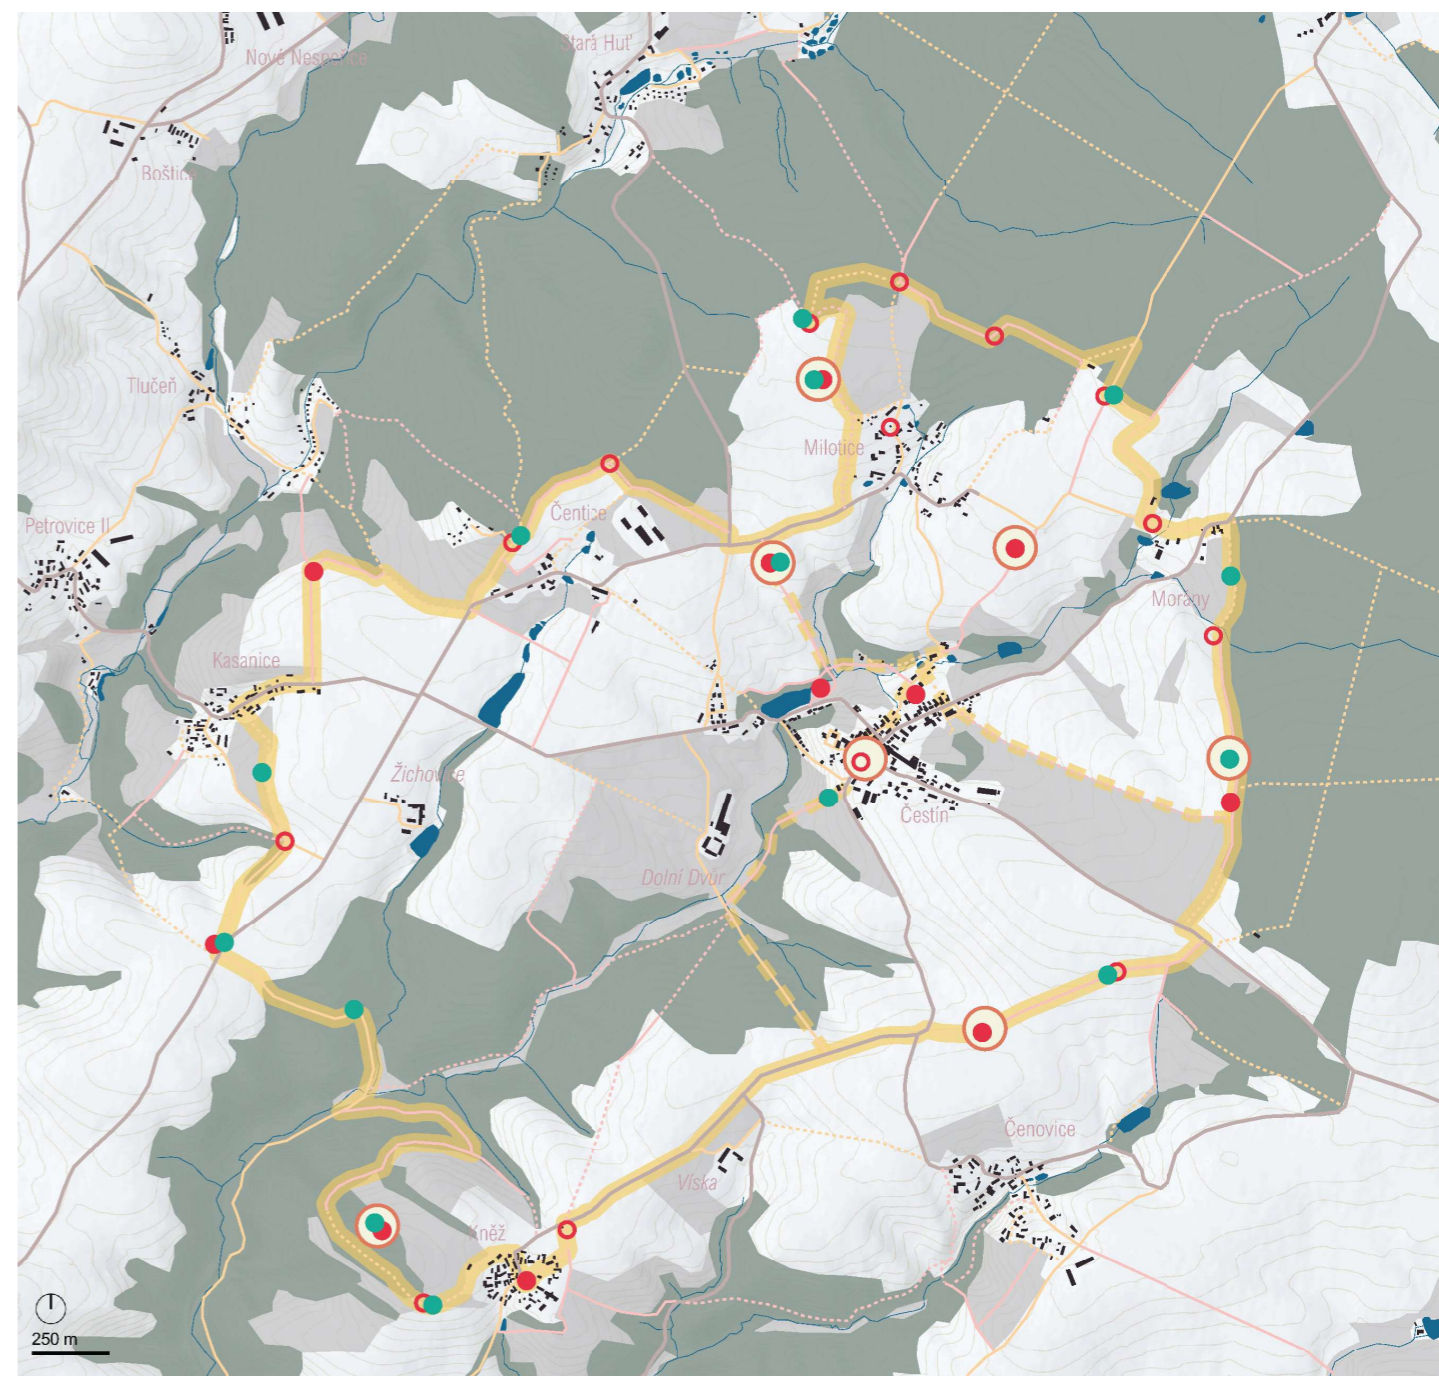 Stará Huť
Nové Nespeřice
Boštice
Tlučeň
Milotice
Petrovice II
Čentice
Morány
Kasanice
Žichovice
Čestín
Dolní Dvůr
Čenovice
Víska
Kněž
250 m